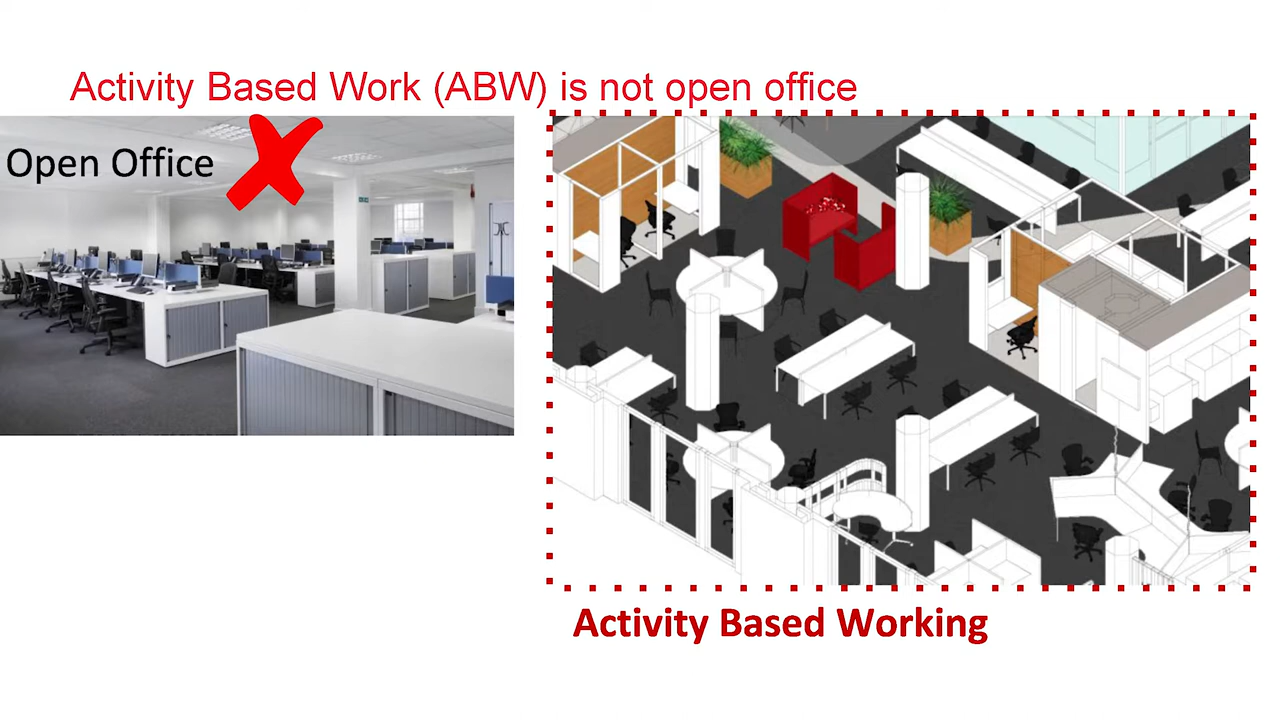 Activity Based Work (ABW) is not open office
Open Office
Activity Based Working